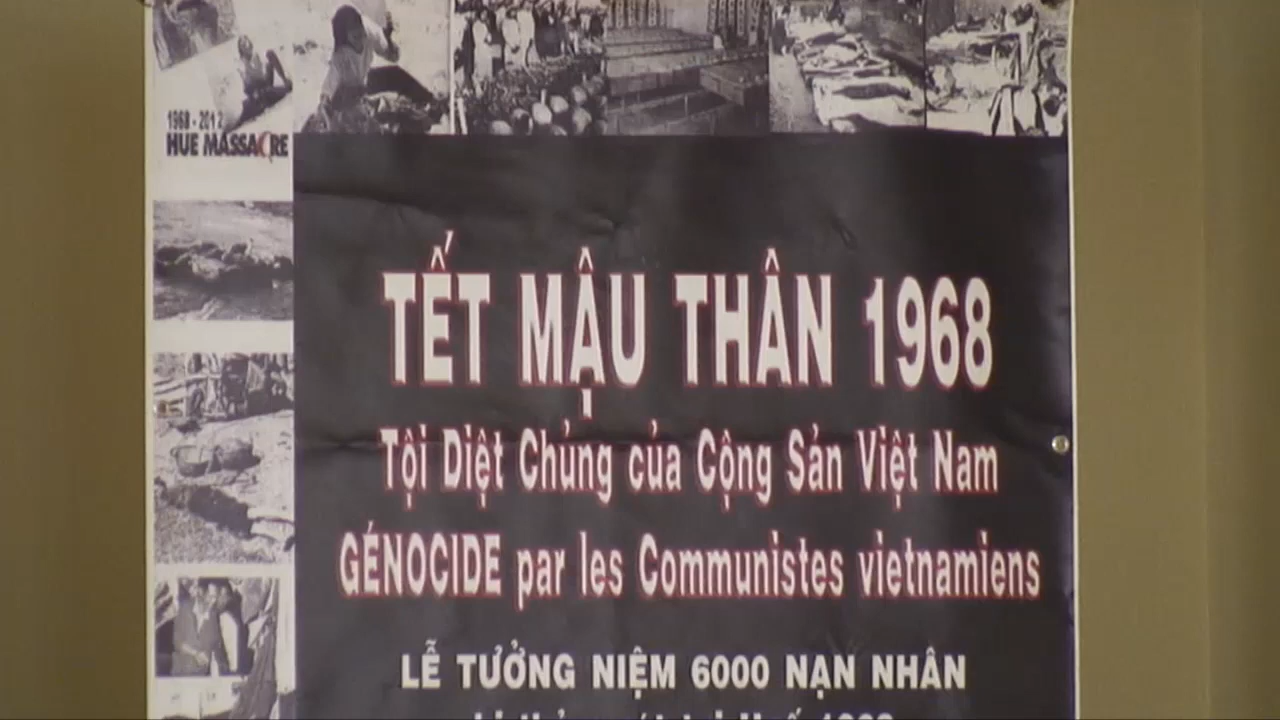 1968 - 2012
HUE MASSACRE
TẾT MẬU THÂN 1968
Tội Diệt Chủng của Cộng Sản Việt Nam
GÉNOCIDE par les Communistes vietnamiens
LỄ TƯỞNG NIỆM 6000 NẠN NHÂN